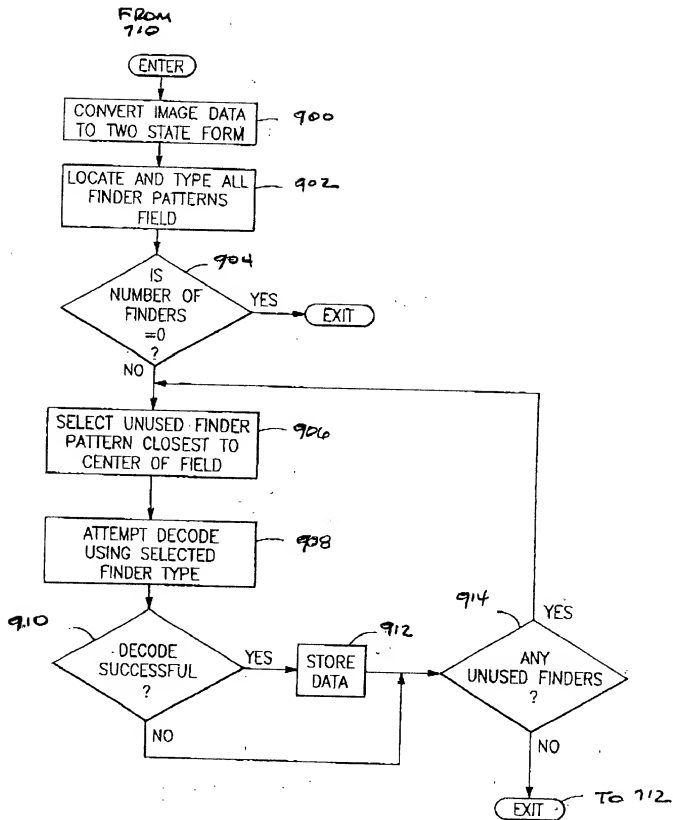 FROM
710
ENTER
CONVERT IMAGE DATA
TO TWO STATE FORM
900
LOCATE AND TYPE ALL
FINDER PATTERNS
FIELD
902
904
IS
NUMBER OF
FINDERS
=0
?
YES
EXIT
NO
SELECT UNUSED FINDER
PATTERN CLOSEST TO
CENTER OF FIELD
906
ATTEMPT DECODE
USING SELECTED
FINDER TYPE
908
910
DECODE
SUCCESSFUL
?
YES
912
STORE
DATA
914
YES
ANY
UNUSED FINDERS
?
NO
NO
EXIT
TO 712